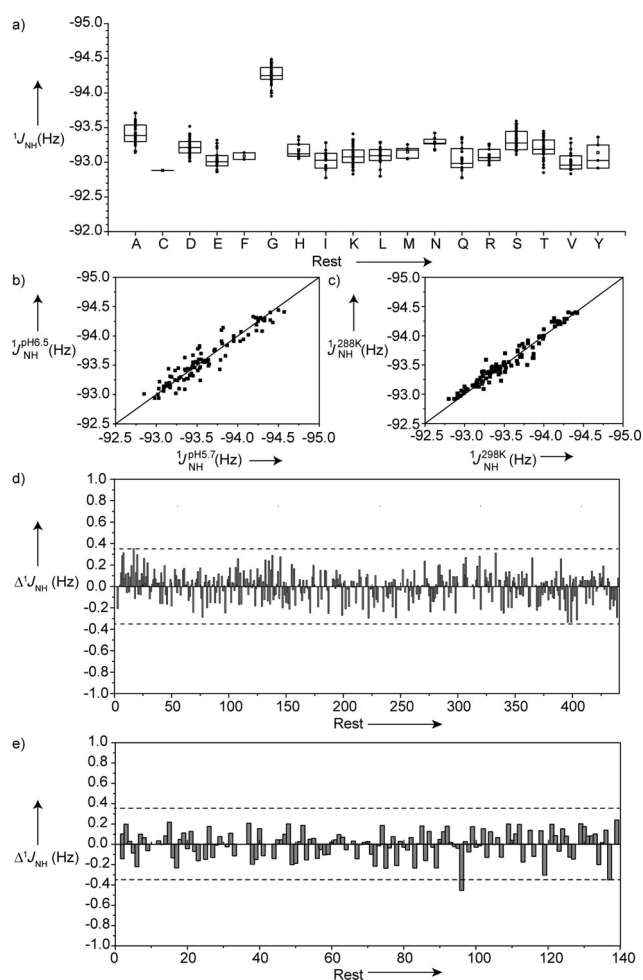 a)
-95.0
-94.5
-94.0
-93.5
-93.0
-92.5
-92.0
¹J_NH (Hz)
A C D E F G H I K L M N Q R S T V Y
Rest
b)
-95.0
-94.5
-94.0
-93.5
-93.0
-92.5
¹J_NH^pH6.5 (Hz)
-92.5 -93.0 -93.5 -94.0 -94.5 -95.0
¹J_NH^pH5.7 (Hz)
c)
-95.0
-94.5
-94.0
-93.5
-93.0
-92.5
¹J_NH^288K (Hz)
-92.5 -93.0 -93.5 -94.0 -94.5 -95.0
¹J_NH^298K (Hz)
d)
1.0
0.8
0.6
0.4
0.2
0.0
-0.2
-0.4
-0.6
-0.8
-1.0
Δ¹J_NH (Hz)
0 50 100 150 200 250 300 350 400
Rest
e)
1.0
0.8
0.6
0.4
0.2
0.0
-0.2
-0.4
-0.6
-0.8
-1.0
Δ¹J_NH (Hz)
0 20 40 60 80 100 120 140
Rest